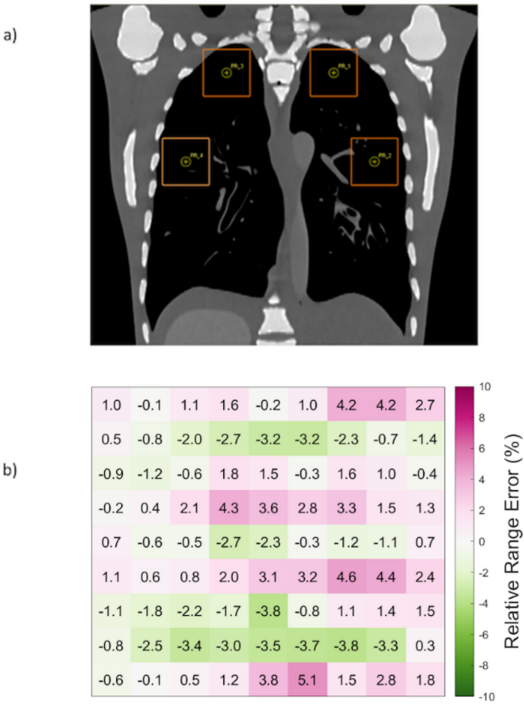 a)
PR_3
PR_1
PR_4
PR_2
b)
1.0 -0.1 1.1 1.6 -0.2 1.0 4.2 4.2 2.7
0.5 -0.8 -2.0 -2.7 -3.2 -3.2 -2.3 -0.7 -1.4
-0.9 -1.2 -0.6 1.8 1.5 -0.3 1.6 1.0 -0.4
-0.2 0.4 2.1 4.3 3.6 2.8 3.3 1.5 1.3
0.7 -0.6 -0.5 -2.7 -2.3 -0.3 -1.2 -1.1 0.7
1.1 0.6 0.8 2.0 3.1 3.2 4.6 4.4 2.4
-1.1 -1.8 -2.2 -1.7 -3.8 -0.8 1.1 1.4 1.5
-0.8 -2.5 -3.4 -3.0 -3.5 -3.7 -3.8 -3.3 0.3
-0.6 -0.1 0.5 1.2 3.8 5.1 1.5 2.8 1.8
10
8
6
4
2
0
-2
-4
-6
-8
-10
Relative Range Error (%)